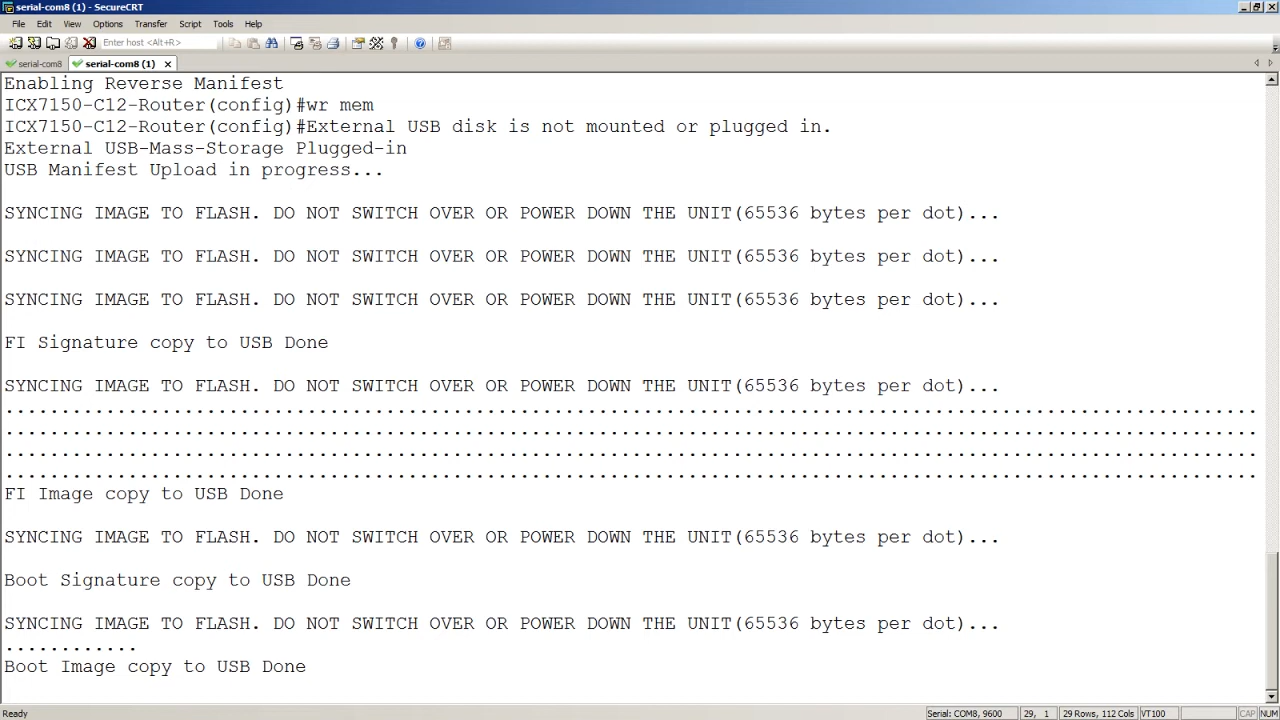 serial-com8 (1) - SecureCRT
File Edit View Options Transfer Script Tools Help
Enter host <Alt+R>
serial-com8 serial-com8 (1)
Enabling Reverse Manifest
ICX7150-C12-Router(config)#wr mem
ICX7150-C12-Router(config)#External USB disk is not mounted or plugged in.
External USB-Mass-Storage Plugged-in
USB Manifest Upload in progress...
SYNCING IMAGE TO FLASH. DO NOT SWITCH OVER OR POWER DOWN THE UNIT(65536 bytes per dot)...
SYNCING IMAGE TO FLASH. DO NOT SWITCH OVER OR POWER DOWN THE UNIT(65536 bytes per dot)...
SYNCING IMAGE TO FLASH. DO NOT SWITCH OVER OR POWER DOWN THE UNIT(65536 bytes per dot)...
FI Signature copy to USB Done
SYNCING IMAGE TO FLASH. DO NOT SWITCH OVER OR POWER DOWN THE UNIT(65536 bytes per dot)...
................................................................................................................
................................................................................................................
................................................................................................................
................................................................................................................
FI Image copy to USB Done
SYNCING IMAGE TO FLASH. DO NOT SWITCH OVER OR POWER DOWN THE UNIT(65536 bytes per dot)...
Boot Signature copy to USB Done
SYNCING IMAGE TO FLASH. DO NOT SWITCH OVER OR POWER DOWN THE UNIT(65536 bytes per dot)...
............
Boot Image copy to USB Done
Ready Serial: COM8, 9600 29, 1 29 Rows, 112 Cols VT100 CAP NUM